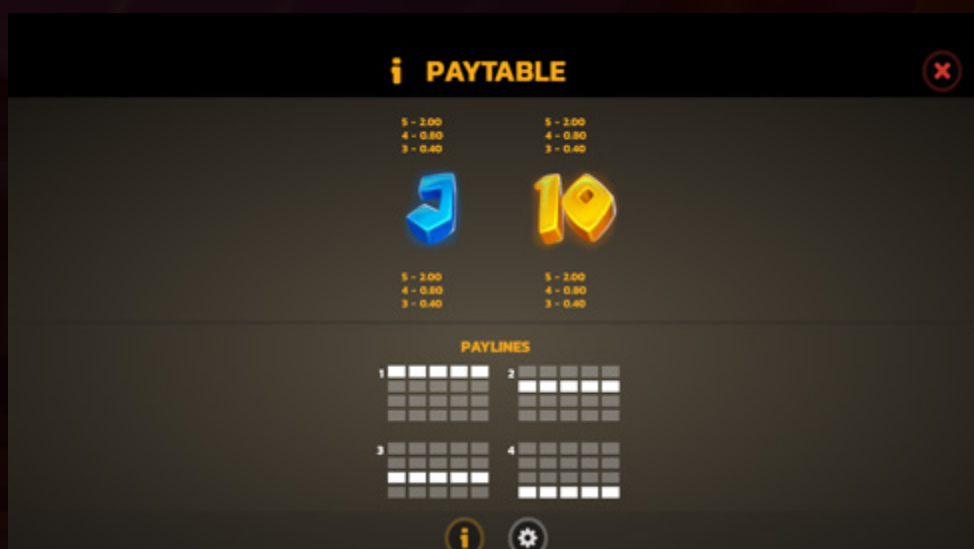 i PAYTABLE
5 - 2.00 5 - 2.00
4 - 0.80 4 - 0.80
3 - 0.40 3 - 0.40
J 10
5 - 2.00 5 - 2.00
4 - 0.80 4 - 0.80
3 - 0.40 3 - 0.40
PAYLINES
1 2
3 4
i